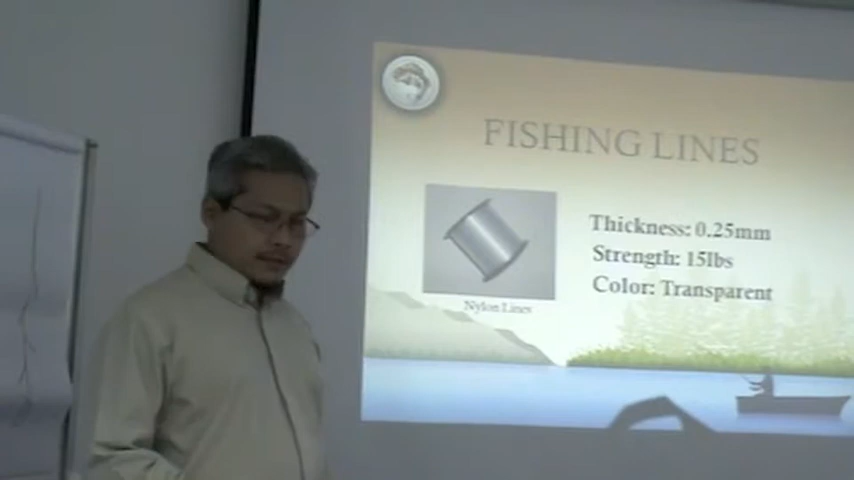 FISHING LINES
Thickness: 0.25mm
Strength: 15lbs
Color: Transparent
Nylon Lines